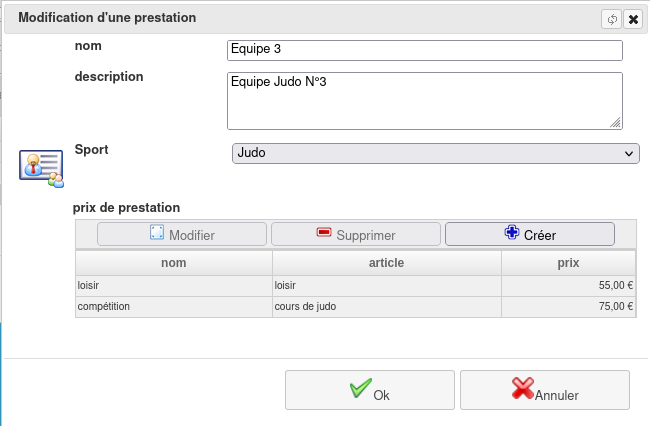 Modification d'une prestation
nom
Equipe 3
description
Equipe Judo N°3
Sport
Judo
prix de prestation
Modifier Supprimer Créer
nom article prix
loisir loisir 55,00 €
compétition cours de judo 75,00 €
Ok Annuler